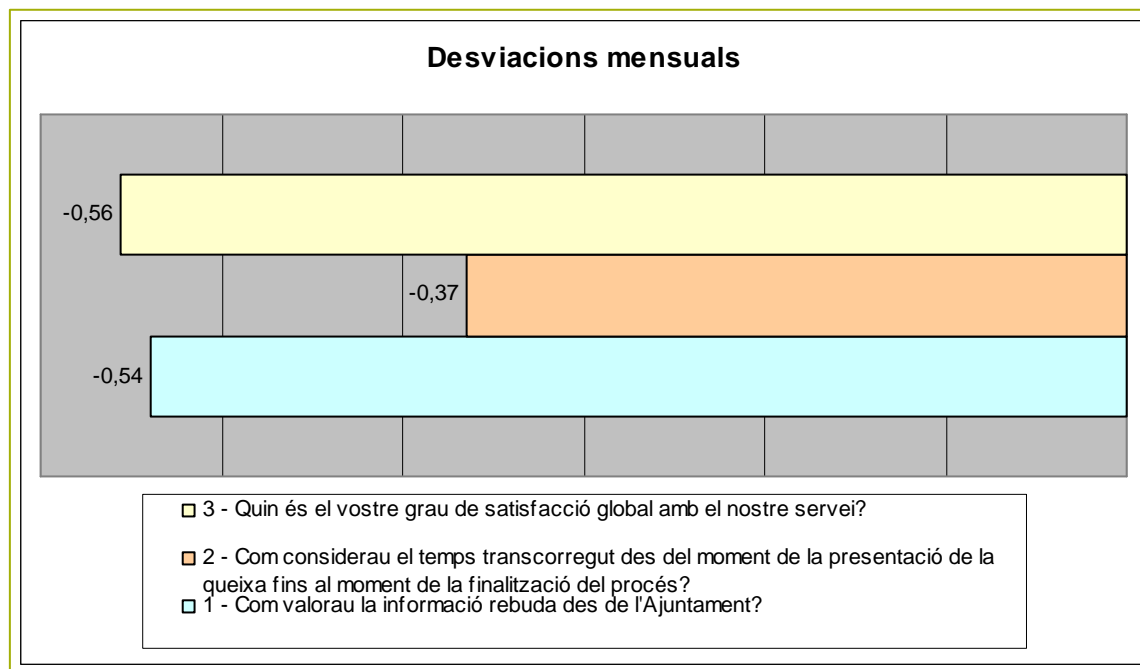 Desviacions mensuals
-0,56
-0,37
-0,54
3 - Quin és el vostre grau de satisfacció global amb el nostre servei?
2 - Com considerau el temps transcorregut des del moment de la presentació de la
queixa fins al moment de la finalització del procés?
1 - Com valorau la informació rebuda des de l'Ajuntament?